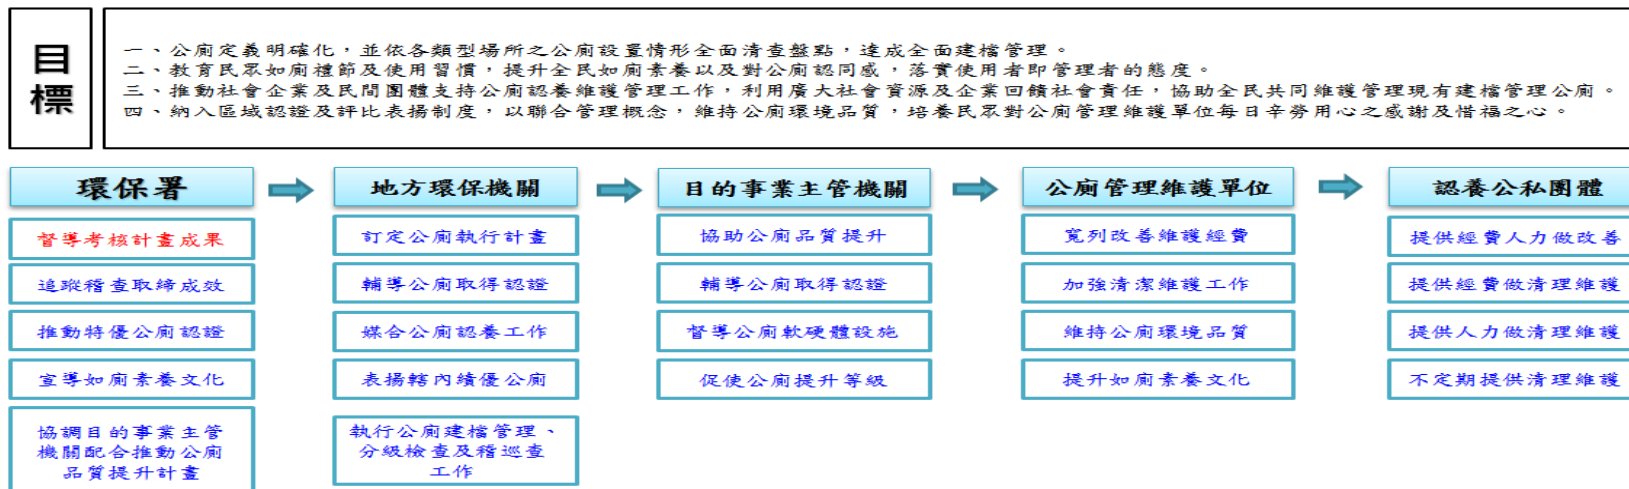 目標
一、公廁定義明確化，並依各類型場所之公廁設置情形全面清查盤點，達成全面建檔管理。
二、教育民眾如廁禮節及使用習慣，提升全民如廁素養以及對公廁認同感，落實使用者即管理者的態度。
三、推動社會企業及民間團體支持公廁認養維護管理工作，利用廣大社會資源及企業回饋社會責任，協助全民共同維護管理現有建檔管理公廁。
四、納入區域認證及評比表揚制度，以聯合管理概念，維持公廁環境品質，培養民眾對公廁管理維護單位每日辛勞用心之感謝及惜福之心。
環保署
督導考核計畫成果
追蹤稽查取締成效
推動特優公廁認證
宣導如廁素養文化
協調目的事業主管
機關配合推動公廁
品質提升計畫
地方環保機關
訂定公廁執行計畫
輔導公廁取得認證
媒合公廁認養工作
表揚轄內績優公廁
執行公廁建檔管理、
分級檢查及稽巡查
工作
目的事業主管機關
協助公廁品質提升
輔導公廁取得認證
督導公廁軟硬體設施
促使公廁提升等級
公廁管理維護單位
寬列改善維護經費
加強清潔維護工作
維持公廁環境品質
提升如廁素養文化
認養公私團體
提供經費人力做改善
提供經費做清理維護
提供人力做清理維護
不定期提供清理維護